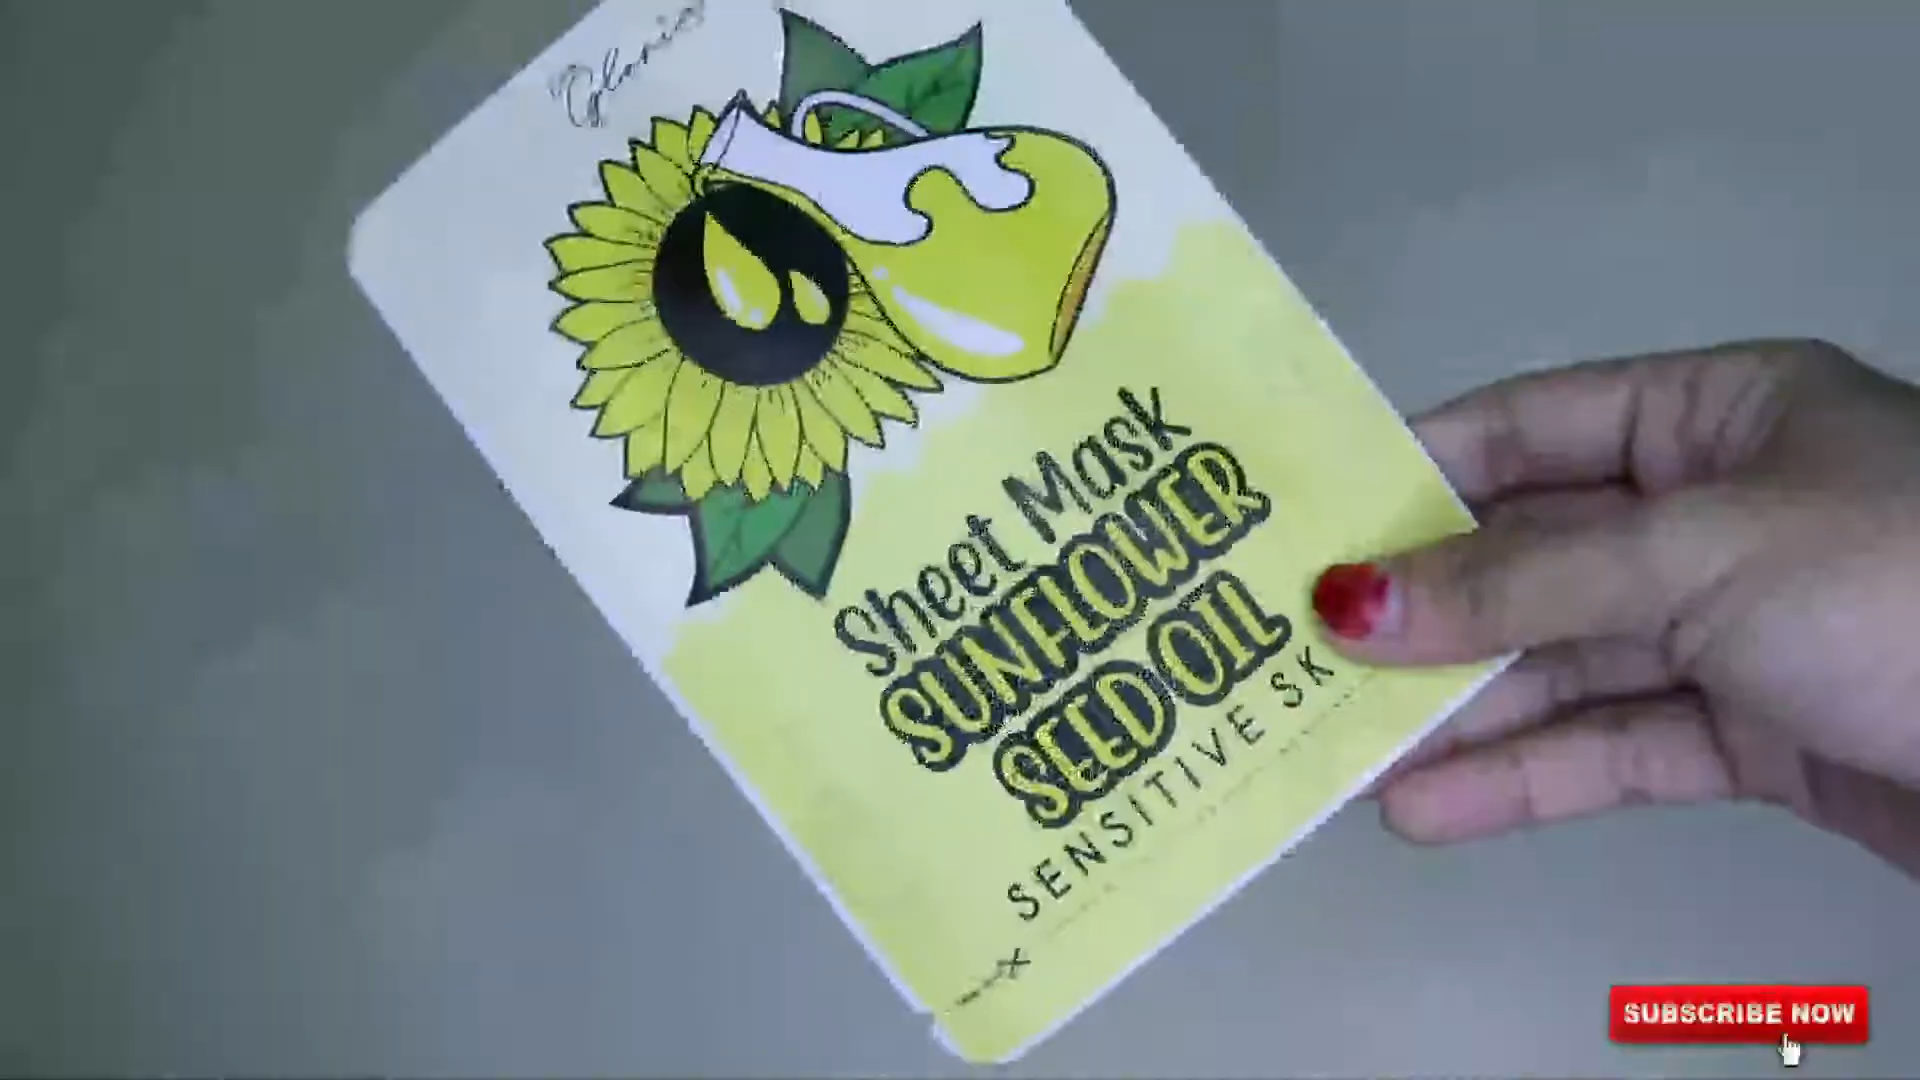 Sheet Mask
SUNFLOWER
SEED OIL
SENSITIVE SK
SUBSCRIBE NOW